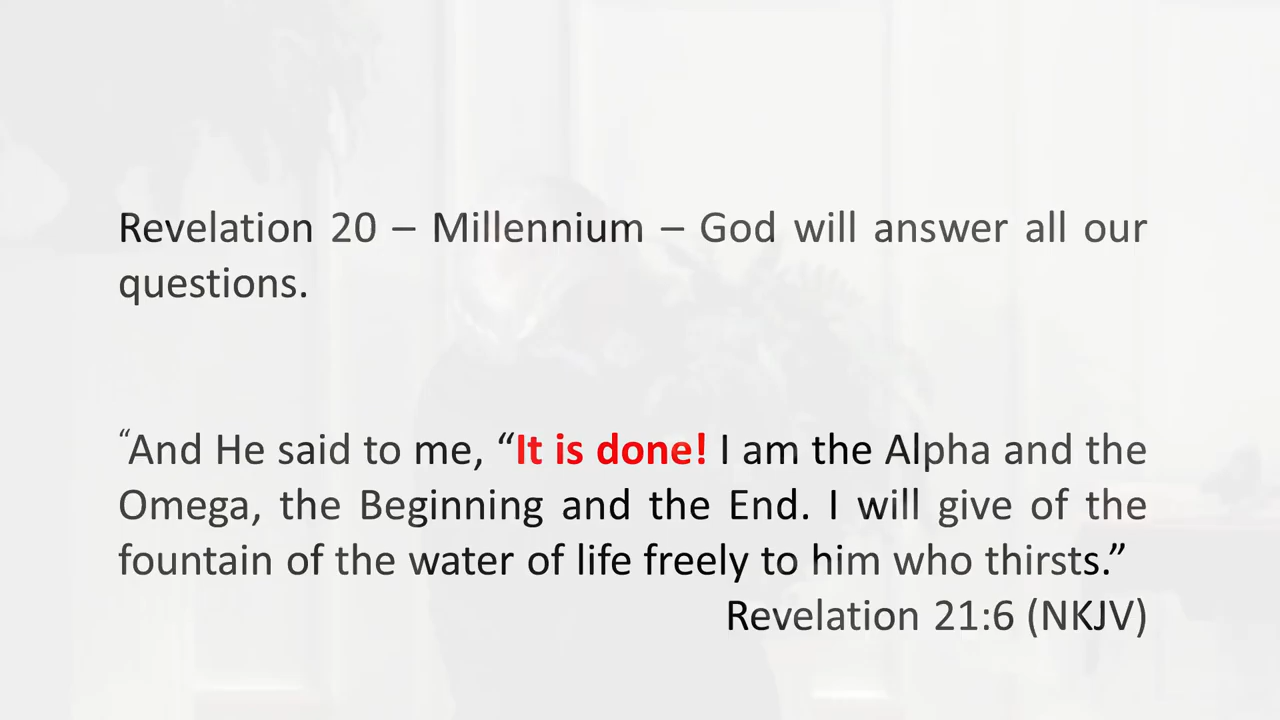 Revelation 20 – Millennium – God will answer all our
questions.
“And He said to me, “It is done! I am the Alpha and the
Omega, the Beginning and the End. I will give of the
fountain of the water of life freely to him who thirsts.”
Revelation 21:6 (NKJV)